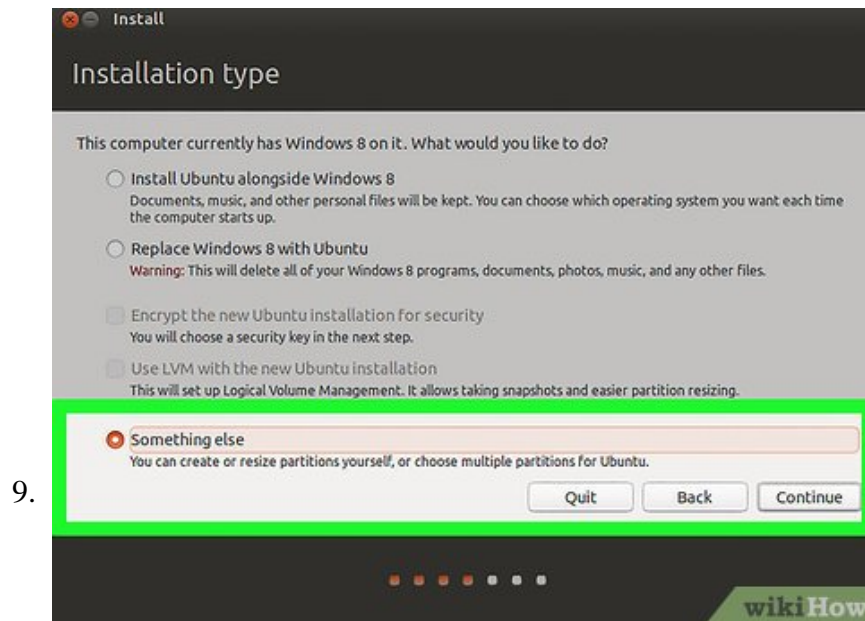 Install
Installation type
This computer currently has Windows 8 on it. What would you like to do?
Install Ubuntu alongside Windows 8
Documents, music, and other personal files will be kept. You can choose which operating system you want each time
the computer starts up.
Replace Windows 8 with Ubuntu
Warning: This will delete all of your Windows 8 programs, documents, photos, music, and any other files.
Encrypt the new Ubuntu installation for security
You will choose a security key in the next step.
Use LVM with the new Ubuntu installation
This will set up Logical Volume Management. It allows taking snapshots and easier partition resizing.
Something else
You can create or resize partitions yourself, or choose multiple partitions for Ubuntu.
9.
Quit Back Continue
wikiHow